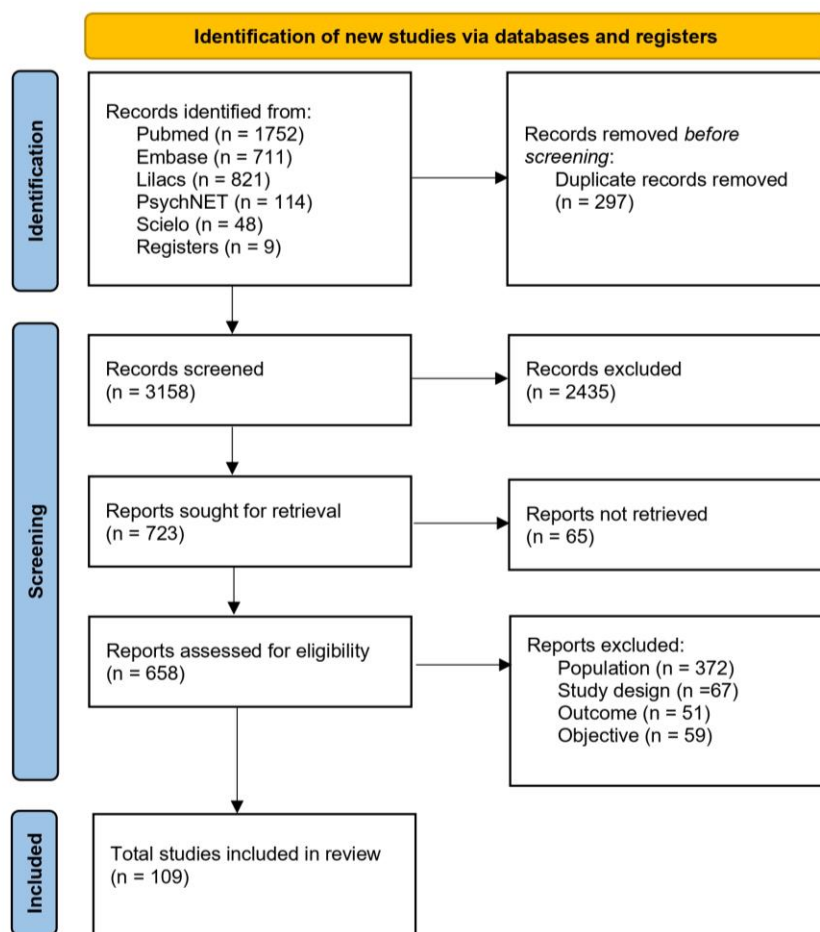 Identification of new studies via databases and registers
Identification
Records identified from:
Pubmed (n = 1752)
Embase (n = 711)
Lilacs (n = 821)
PsychNET (n = 114)
Scielo (n = 48)
Registers (n = 9)
Records removed before
screening:
Duplicate records removed
(n = 297)
Screening
Records screened
(n = 3158)
Records excluded
(n = 2435)
Reports sought for retrieval
(n = 723)
Reports not retrieved
(n = 65)
Reports assessed for eligibility
(n = 658)
Reports excluded:
Population (n = 372)
Study design (n =67)
Outcome (n = 51)
Objective (n = 59)
Included
Total studies included in review
(n = 109)